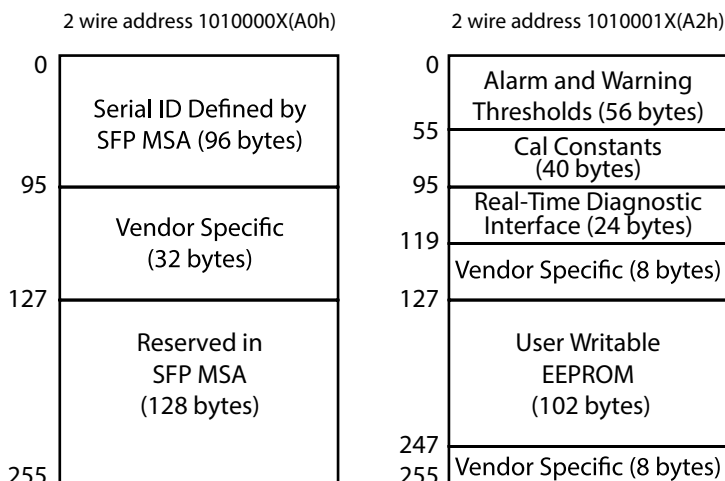 2 wire address 1010000X(A0h)
0
Serial ID Defined by
SFP MSA (96 bytes)
95
Vendor Specific
(32 bytes)
127
Reserved in
SFP MSA
(128 bytes)
255
2 wire address 1010001X(A2h)
0
Alarm and Warning
Thresholds (56 bytes)
55
Cal Constants
(40 bytes)
95
Real-Time Diagnostic
Interface (24 bytes)
119
Vendor Specific (8 bytes)
127
User Writable
EEPROM
(102 bytes)
247
Vendor Specific (8 bytes)
255